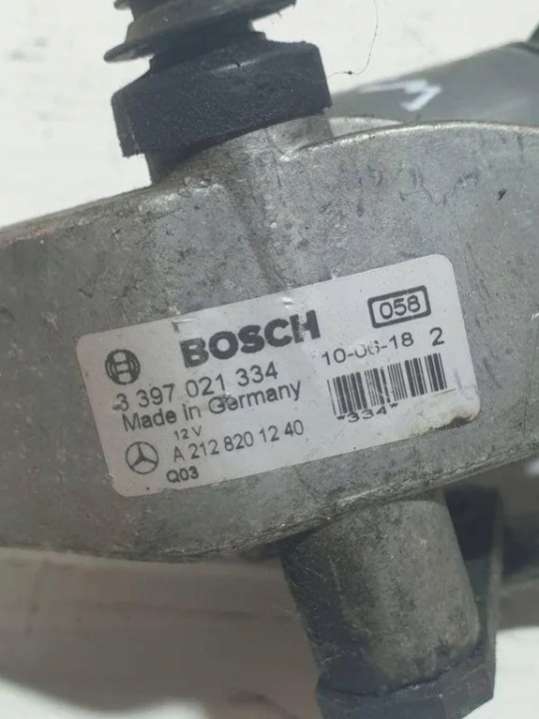 BOSCH
058
3 397 021 334
10-06-18 2
Made in Germany
*334*
12 V
A 212 820 12 40
Q03